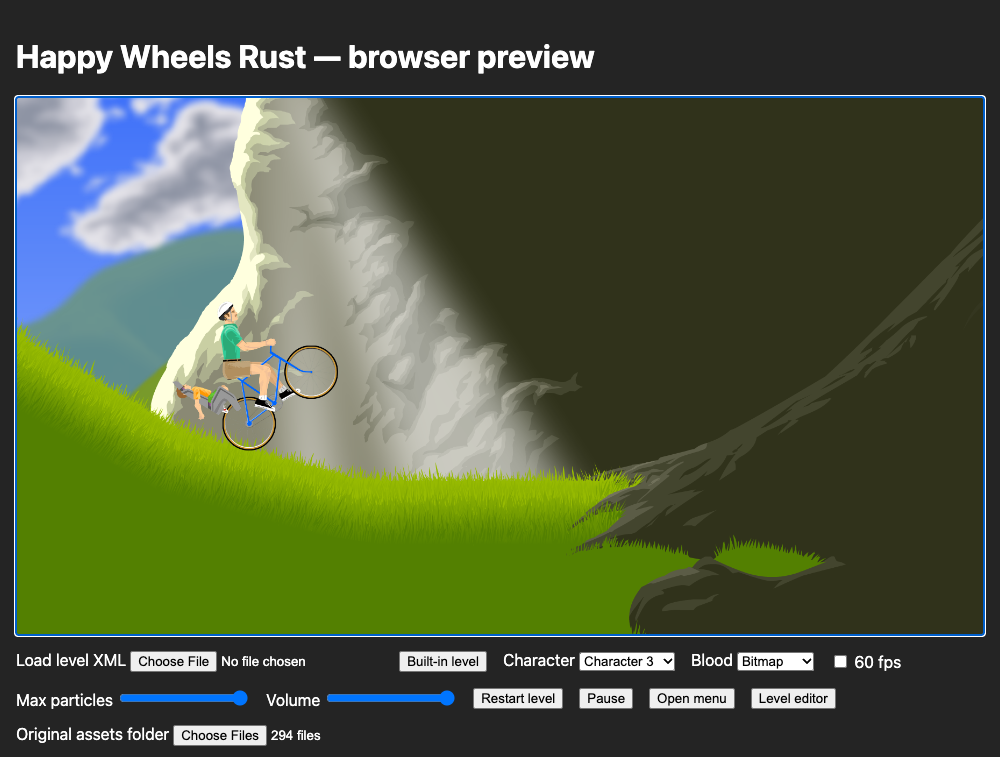 Happy Wheels Rust — browser preview
Load level XML Choose File No file chosen Built-in level Character Character 3 Blood Bitmap 60 fps
Max particles Volume Restart level Pause Open menu Level editor
Original assets folder Choose Files 294 files